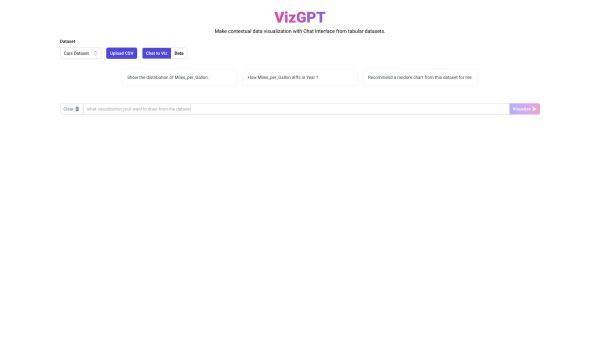 VizGPT
Make contextual data visualization with Chat Interface from tabular datasets.
Dataset
Cars Dataset
Upload CSV
Chat to Viz
Data
Show the distribution of Miles_per_Gallon.
How Miles_per_Gallon diffs in Year ?
Recommend a random chart from this dataset for me.
Clear
what visualization your want to draw from the dataset
Visualize